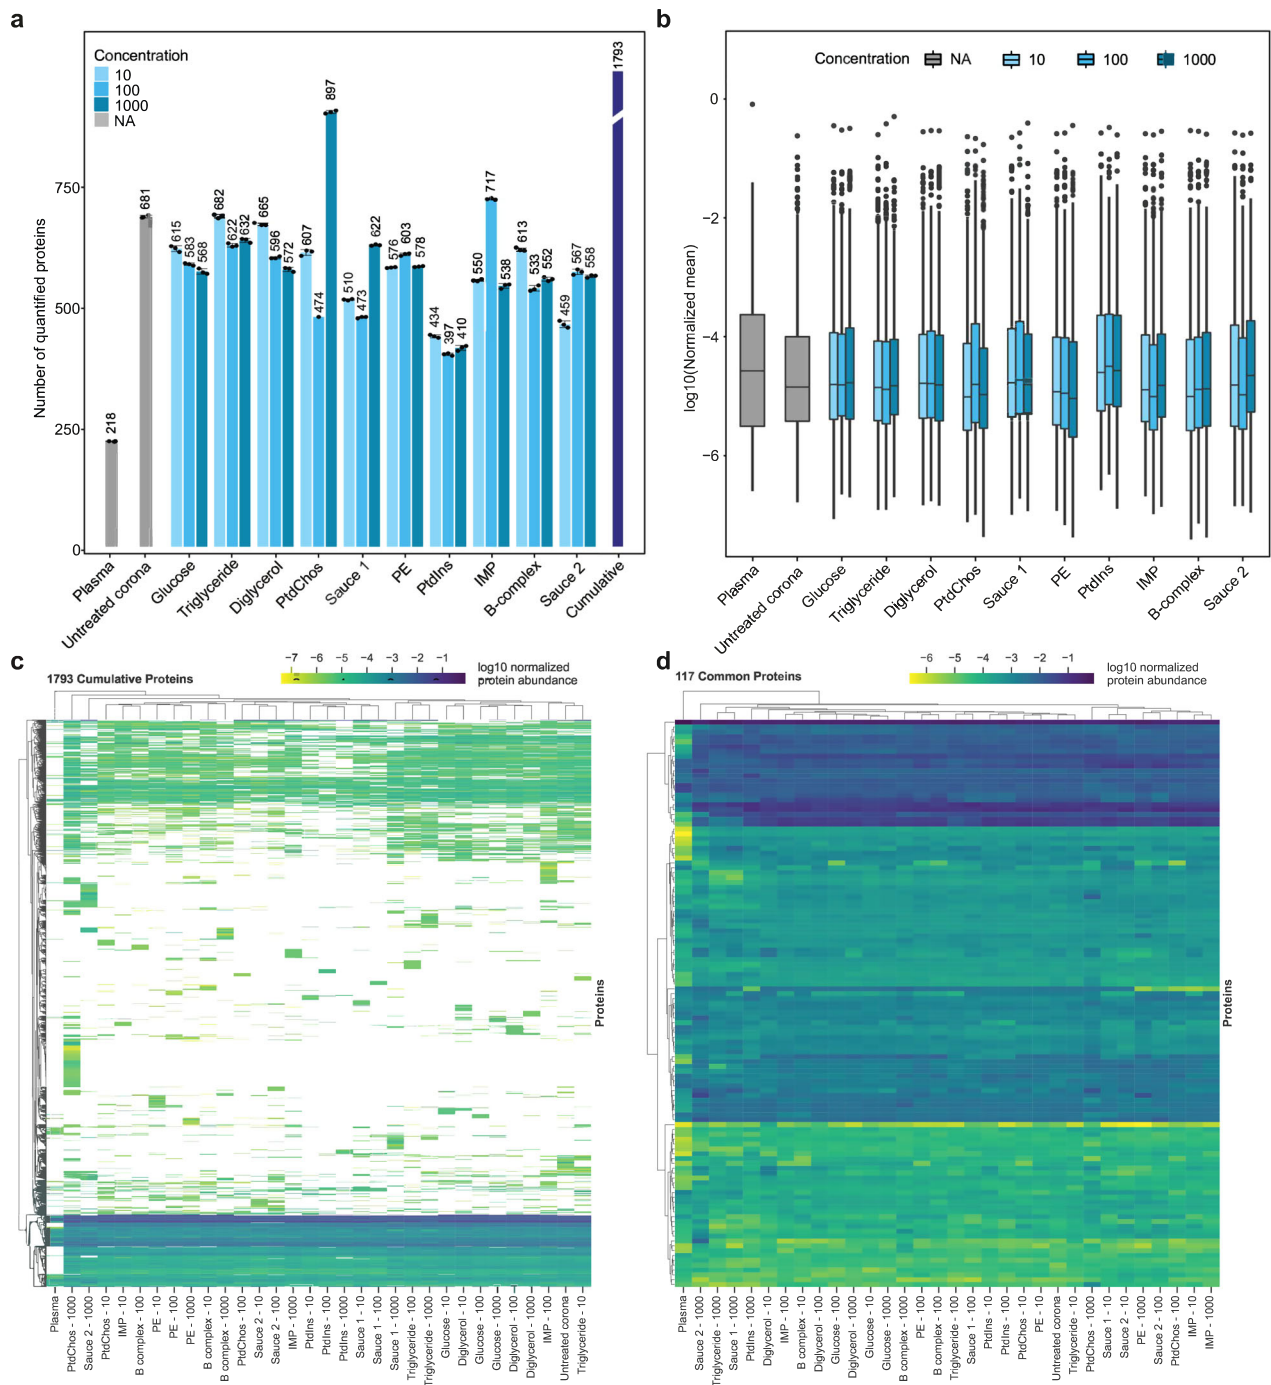 a
Concentration
10
100
1000
NA
Number of quantified proteins
750
500
250
0
218
681
615
583
568
682
622
632
665
596
572
607
474
897
510
473
622
576
603
578
434
397
410
550
717
538
613
533
552
459
567
558
1793
Plasma
Untreated corona
Glucose
Triglyceride
Diglycerol
PtdChos
Sauce 1
PE
PtdIns
IMP
B-complex
Sauce 2
Cumulative
b
Concentration NA 10 100 1000
log10(Normalized mean)
0
−2
−4
−6
Plasma
Untreated corona
Glucose
Triglyceride
Diglycerol
PtdChos
Sauce 1
PE
PtdIns
IMP
B-complex
Sauce 2
c
1793 Cumulative Proteins
−7 −6 −5 −4 −3 −2 −1
log10 normalized
protein abundance
Proteins
Plasma
PtdChos - 1000
Sauce 2 - 1000
PtdChos - 10
IMP - 10
B complex - 100
PE - 10
PE - 100
PE - 1000
B complex - 10
B complex - 1000
PtdChos - 100
Sauce 2 - 10
Sauce 2 - 100
IMP - 1000
PtdIns - 10
PtdIns - 100
PtdIns - 1000
Sauce 1 - 10
Sauce 1 - 100
Sauce 1 - 1000
Triglyceride - 100
Triglyceride - 1000
Glucose - 10
Diglycerol - 10
Glucose - 100
Glucose - 1000
Diglycerol - 100
Diglycerol - 1000
IMP - 100
Untreated corona
Triglyceride - 10
d
117 Common Proteins
−6 −5 −4 −3 −2 −1
log10 normalized
protein abundance
Proteins
Plasma
Sauce 2 - 1000
Triglyceride - 1000
Sauce 1 - 1000
PtdIns - 1000
Diglycerol - 10
IMP - 100
B complex - 10
Diglycerol - 100
Glucose - 100
Diglycerol - 1000
Glucose - 10
Glucose - 1000
B complex - 1000
PE - 100
B complex - 100
Triglyceride - 100
Sauce 1 - 100
PtdIns - 10
PtdIns - 100
PtdChos - 10
PE - 10
Untreated corona
Triglyceride - 10
PtdChos - 1000
Sauce 1 - 10
Sauce 2 - 10
PE - 1000
Sauce 2 - 100
PtdChos - 100
IMP - 10
IMP - 1000